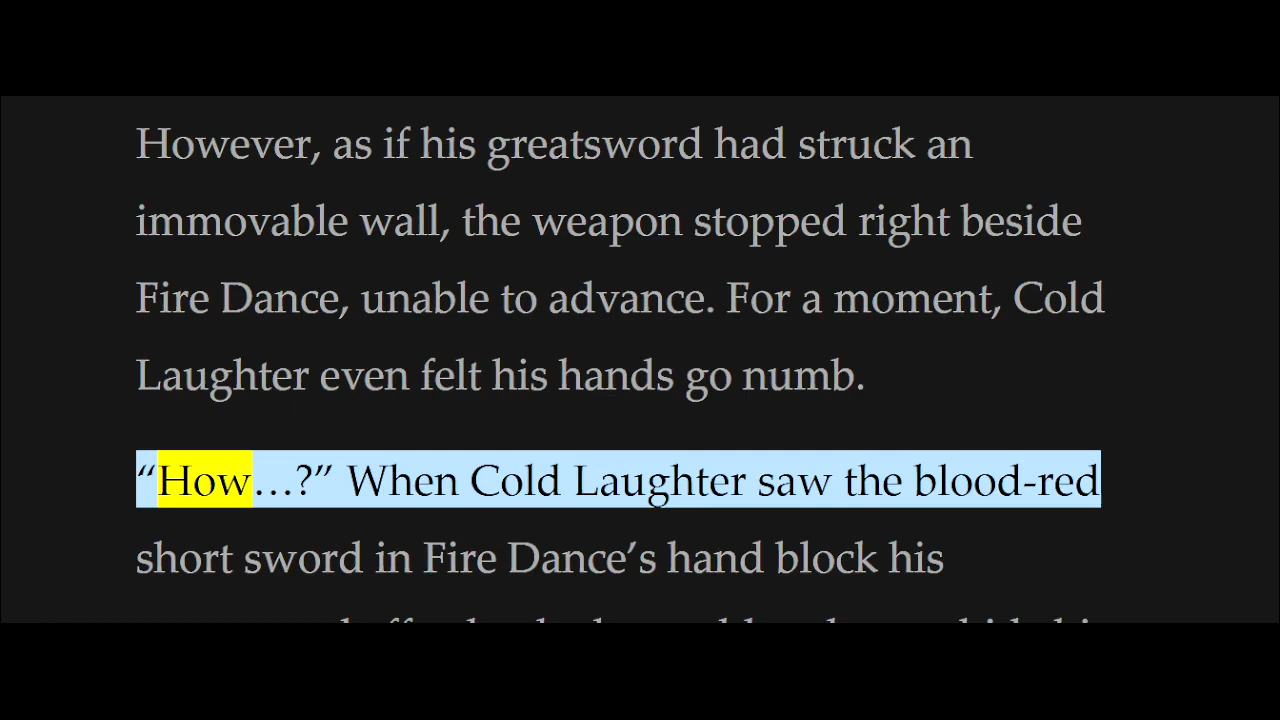 However, as if his greatsword had struck an
immovable wall, the weapon stopped right beside
Fire Dance, unable to advance. For a moment, Cold
Laughter even felt his hands go numb.
“How…?” When Cold Laughter saw the blood-red
short sword in Fire Dance’s hand block his